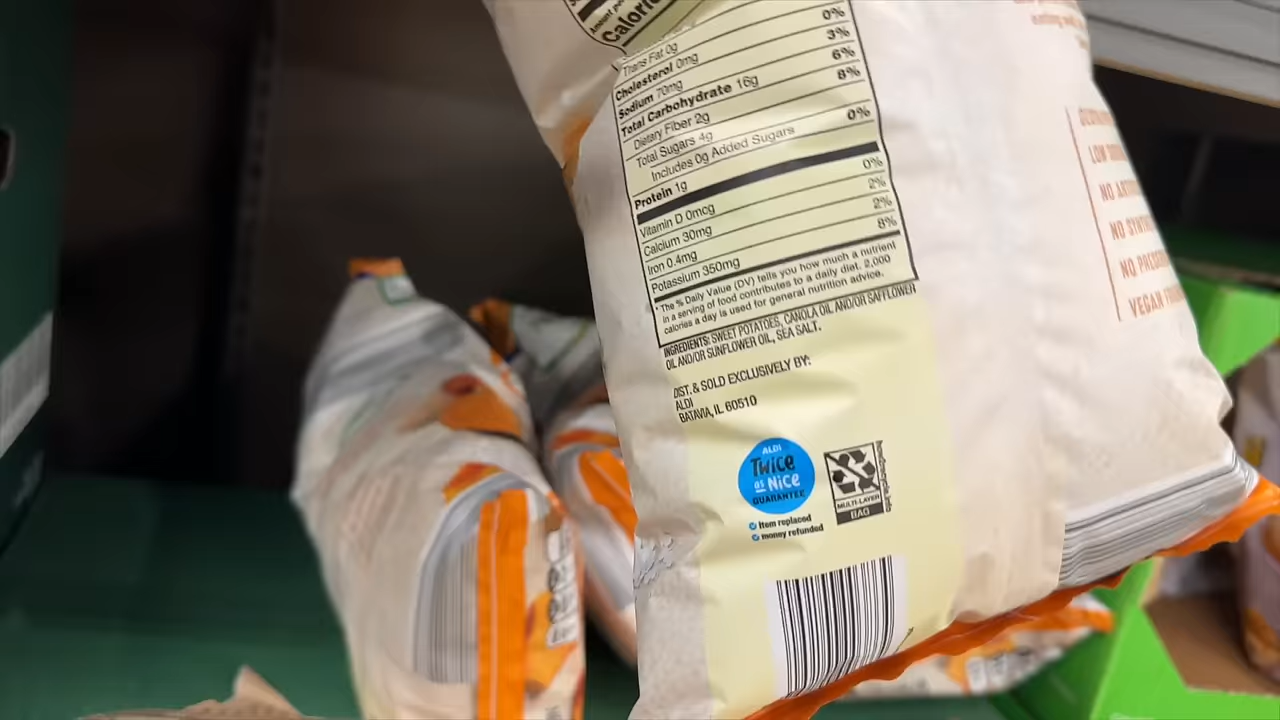 Amount per
Calorie
Trans Fat 0g 0%
Cholesterol 0mg 3%
Sodium 70mg 6%
Total Carbohydrate 16g 8%
Dietary Fiber 2g
Total Sugars 4g
Includes 0g Added Sugars 0%
Protein 1g
Vitamin D 0mcg 0%
Calcium 30mg 2%
Iron 0.4mg 2%
Potassium 350mg 8%
* The % Daily Value (DV) tells you how much a nutrient
in a serving of food contributes to a daily diet. 2,000
calories a day is used for general nutrition advice.
INGREDIENTS: SWEET POTATOES, CANOLA OIL AND/OR SAFFLOWER
OIL AND/OR SUNFLOWER OIL, SEA SALT.
DIST. & SOLD EXCLUSIVELY BY:
ALDI
BATAVIA, IL 60510
ALDI
Twice
as Nice
GUARANTEE
Item replaced
money refunded
MULTI-LAYER
BAG
how2recycle.info
LOW
NO
NO
NO
VEGAN